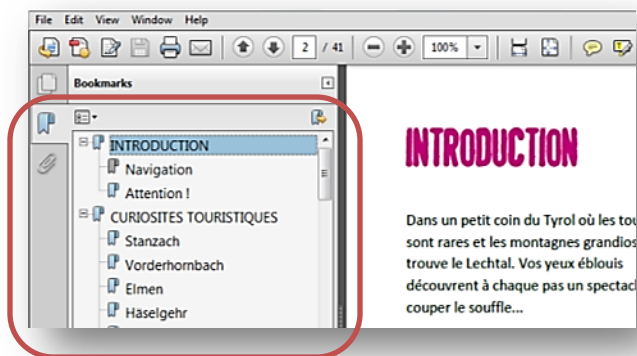 File Edit View Window Help
2 / 41 100%
Bookmarks
INTRODUCTION
Navigation
Attention !
CURIOSITES TOURISTIQUES
Stanzach
Vorderhornbach
Elmen
Haselgehr
INTRODUCTION
Dans un petit coin du Tyrol où les tou
sont rares et les montagnes grandios
trouve le Lechtal. Vos yeux éblouis
découvrent à chaque pas un spectacl
couper le souffle...